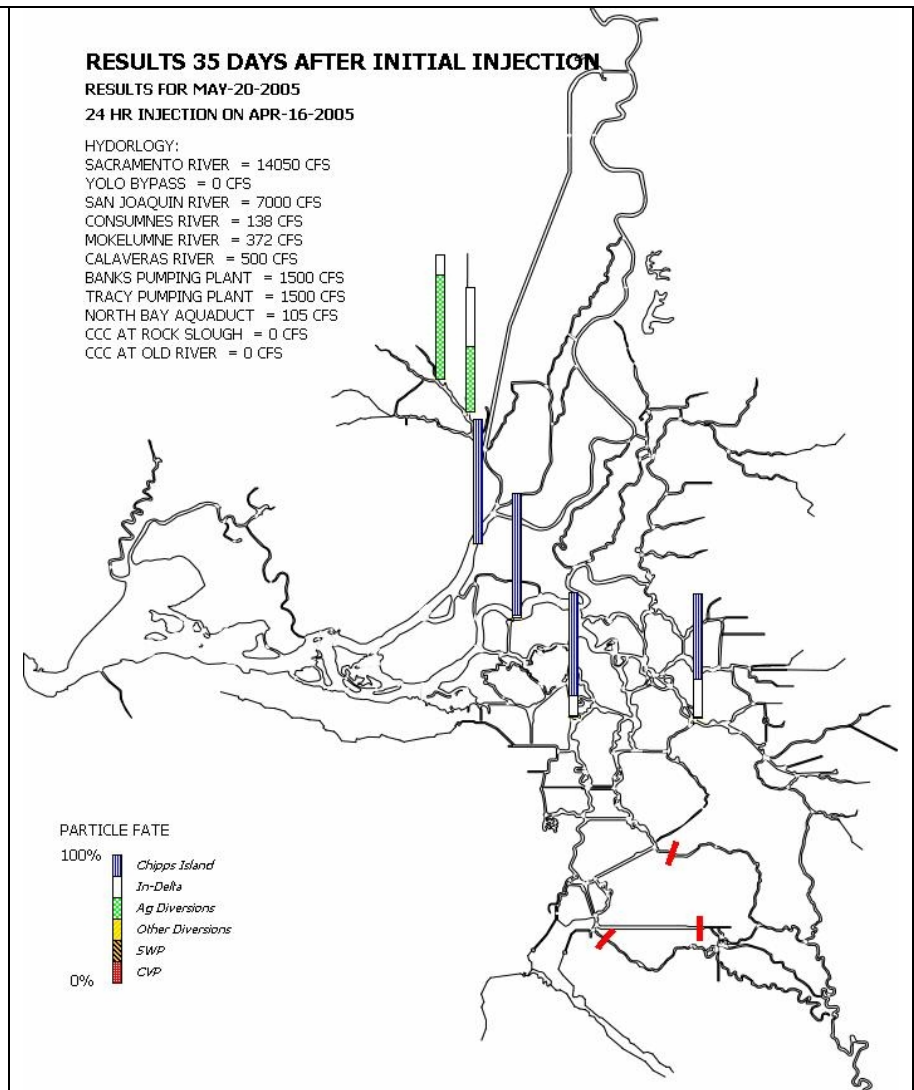 RESULTS 35 DAYS AFTER INITIAL INJECTION
RESULTS FOR MAY-20-2005
24 HR INJECTION ON APR-16-2005
HYDORLOGY:
SACRAMENTO RIVER = 14050 CFS
YOLO BYPASS = 0 CFS
SAN JOAQUIN RIVER = 7000 CFS
CONSUMNES RIVER = 138 CFS
MOKELUMNE RIVER = 372 CFS
CALAVERAS RIVER = 500 CFS
BANKS PUMPING PLANT = 1500 CFS
TRACY PUMPING PLANT = 1500 CFS
NORTH BAY AQUADUCT = 105 CFS
CCC AT ROCK SLOUGH = 0 CFS
CCC AT OLD RIVER = 0 CFS
PARTICLE FATE
100%
Chipps Island
In-Delta
Ag Diversions
Other Diversions
SWP
CVP
0%